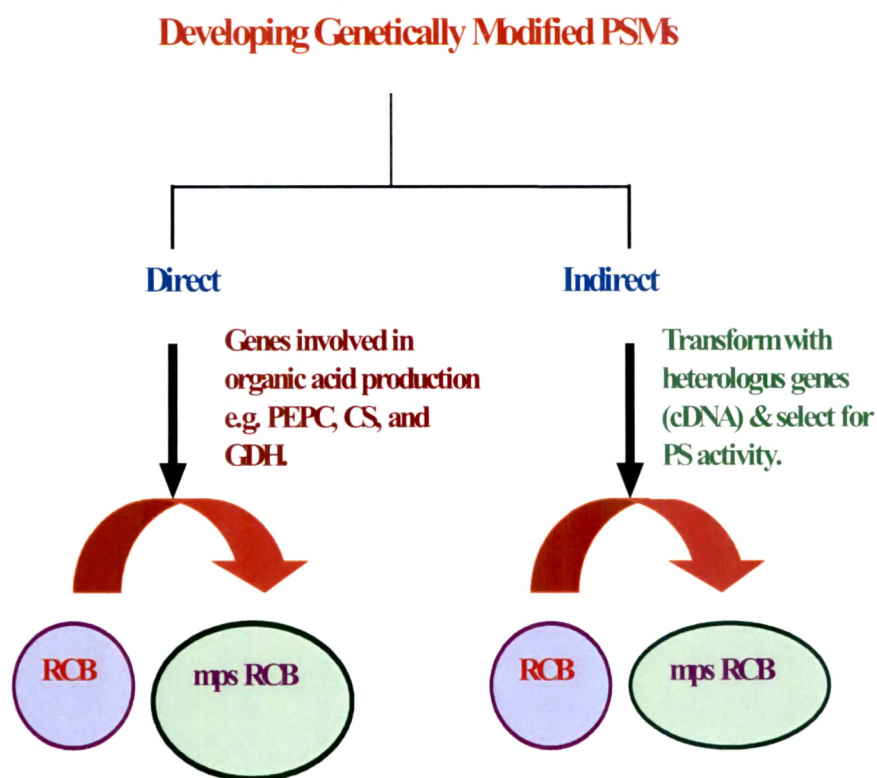 Developing Genetically Modified PSMs
Direct
Indirect
Genes involved in
organic acid production
e.g. PEPC, CS, and
GDH.
Transform with
heterologus genes
(cDNA) & select for
PS activity.
RCB
mps RCB
RCB
mps RCB